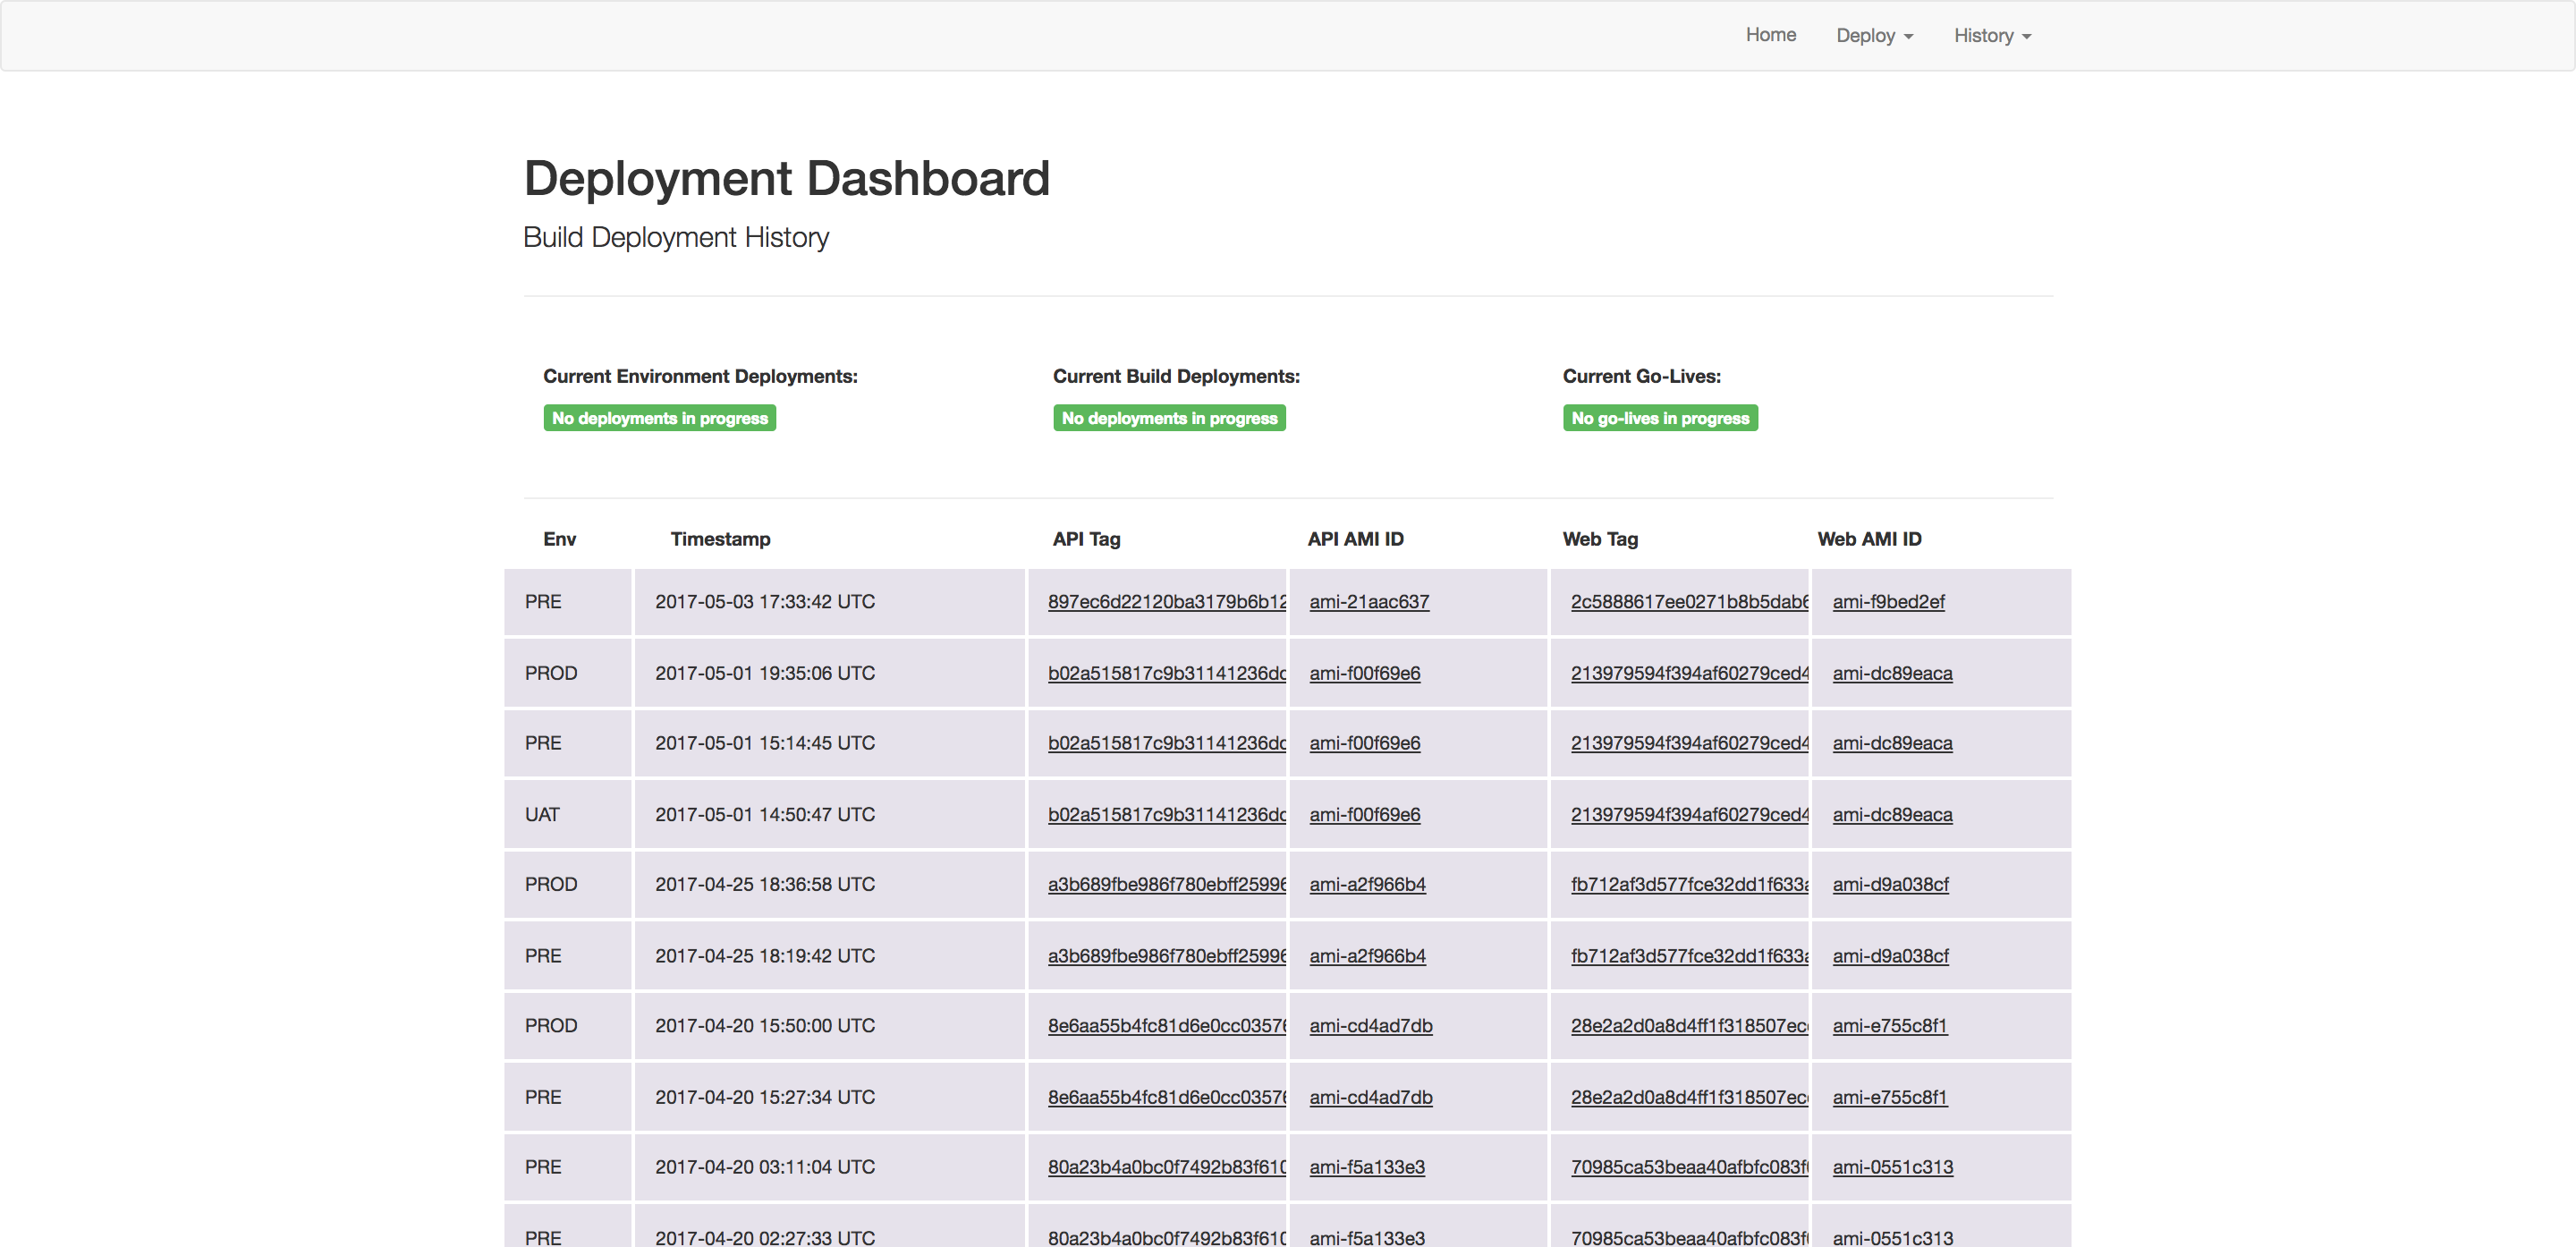 Home Deploy History
Deployment Dashboard
Build Deployment History
Current Environment Deployments: Current Build Deployments: Current Go-Lives:
No deployments in progress No deployments in progress No go-lives in progress
Env Timestamp API Tag API AMI ID Web Tag Web AMI ID
PRE 2017-05-03 17:33:42 UTC 897ec6d22120ba3179b6b12 ami-21aac637 2c5888617ee0271b8b5dab6 ami-f9bed2ef
PROD 2017-05-01 19:35:06 UTC b02a515817c9b31141236dc ami-f00f69e6 213979594f394af60279ced4 ami-dc89eaca
PRE 2017-05-01 15:14:45 UTC b02a515817c9b31141236dc ami-f00f69e6 213979594f394af60279ced4 ami-dc89eaca
UAT 2017-05-01 14:50:47 UTC b02a515817c9b31141236dc ami-f00f69e6 213979594f394af60279ced4 ami-dc89eaca
PROD 2017-04-25 18:36:58 UTC a3b689fbe986f780ebff25996 ami-a2f966b4 fb712af3d577fce32dd1f633a ami-d9a038cf
PRE 2017-04-25 18:19:42 UTC a3b689fbe986f780ebff25996 ami-a2f966b4 fb712af3d577fce32dd1f633a ami-d9a038cf
PROD 2017-04-20 15:50:00 UTC 8e6aa55b4fc81d6e0cc03576 ami-cd4ad7db 28e2a2d0a8d4ff1f318507ec ami-e755c8f1
PRE 2017-04-20 15:27:34 UTC 8e6aa55b4fc81d6e0cc03576 ami-cd4ad7db 28e2a2d0a8d4ff1f318507ec ami-e755c8f1
PRE 2017-04-20 03:11:04 UTC 80a23b4a0bc0f7492b83f610 ami-f5a133e3 70985ca53beaa40afbfc083f ami-0551c313
PRE 2017-04-20 02:27:33 UTC 80a23b4a0bc0f7492b83f610 ami-f5a133e3 70985ca53beaa40afbfc083f ami-0551c313